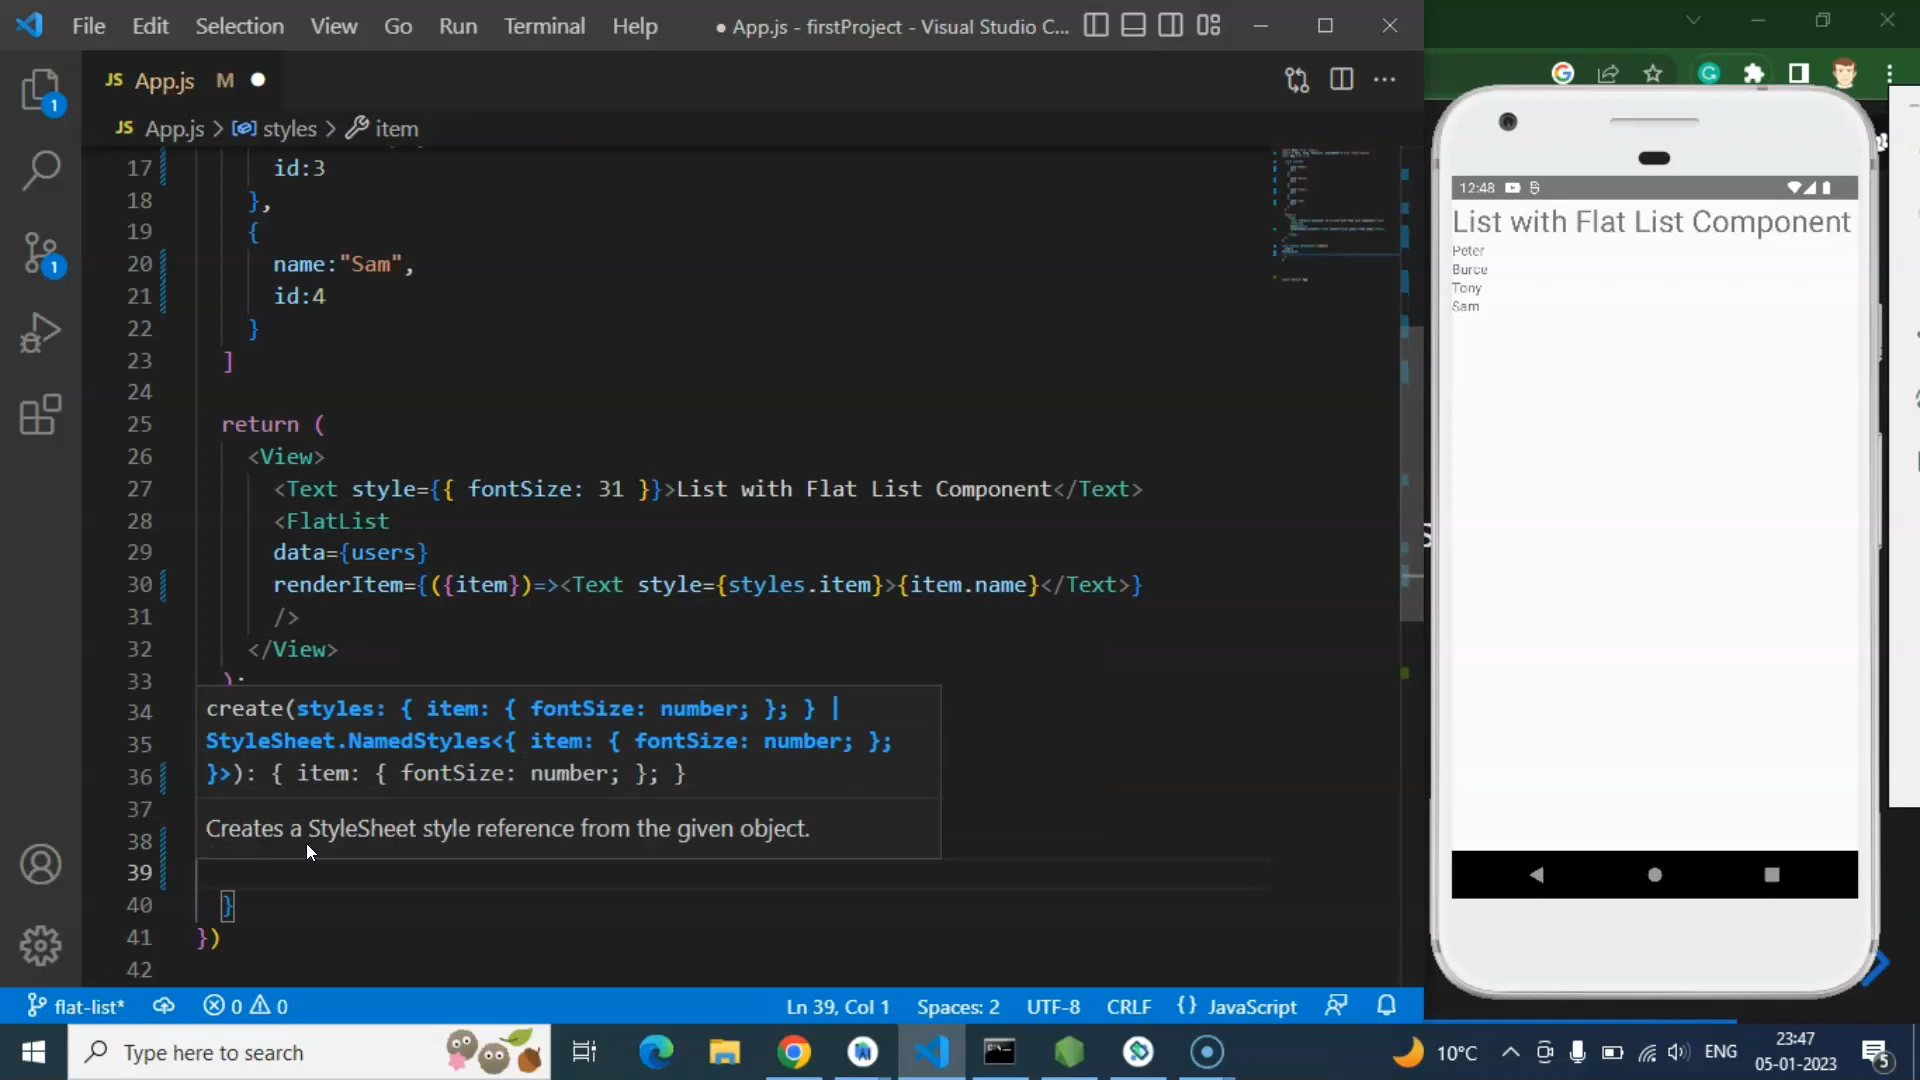 File Edit Selection View Go Run Terminal Help
● App.js - firstProject - Visual Studio C...
JS App.js M
JS App.js > styles > item
17 id:3
18 },
19 {
20 name:"Sam",
21 id:4
22 }
23 ]
24
25 return (
26 <View>
27 <Text style={{ fontSize: 31 }}>List with Flat List Component</Text>
28 <FlatList
29 data={users}
30 renderItem={({item})=><Text style={styles.item}>{item.name}</Text>}
31 />
32 </View>
33 );
34
35
36
37
38
39
40 }
41 })
42
create(styles: { item: { fontSize: number; }; } |
StyleSheet.NamedStyles<{ item: { fontSize: number; };
}>): { item: { fontSize: number; }; }
Creates a StyleSheet style reference from the given object.
1
1
flat-list* 0 0 Ln 39, Col 1 Spaces: 2 UTF-8 CRLF {} JavaScript
12:48
List with Flat List Component
Peter
Burce
Tony
Sam
Type here to search
10°C
ENG
23:47
05-01-2023
5